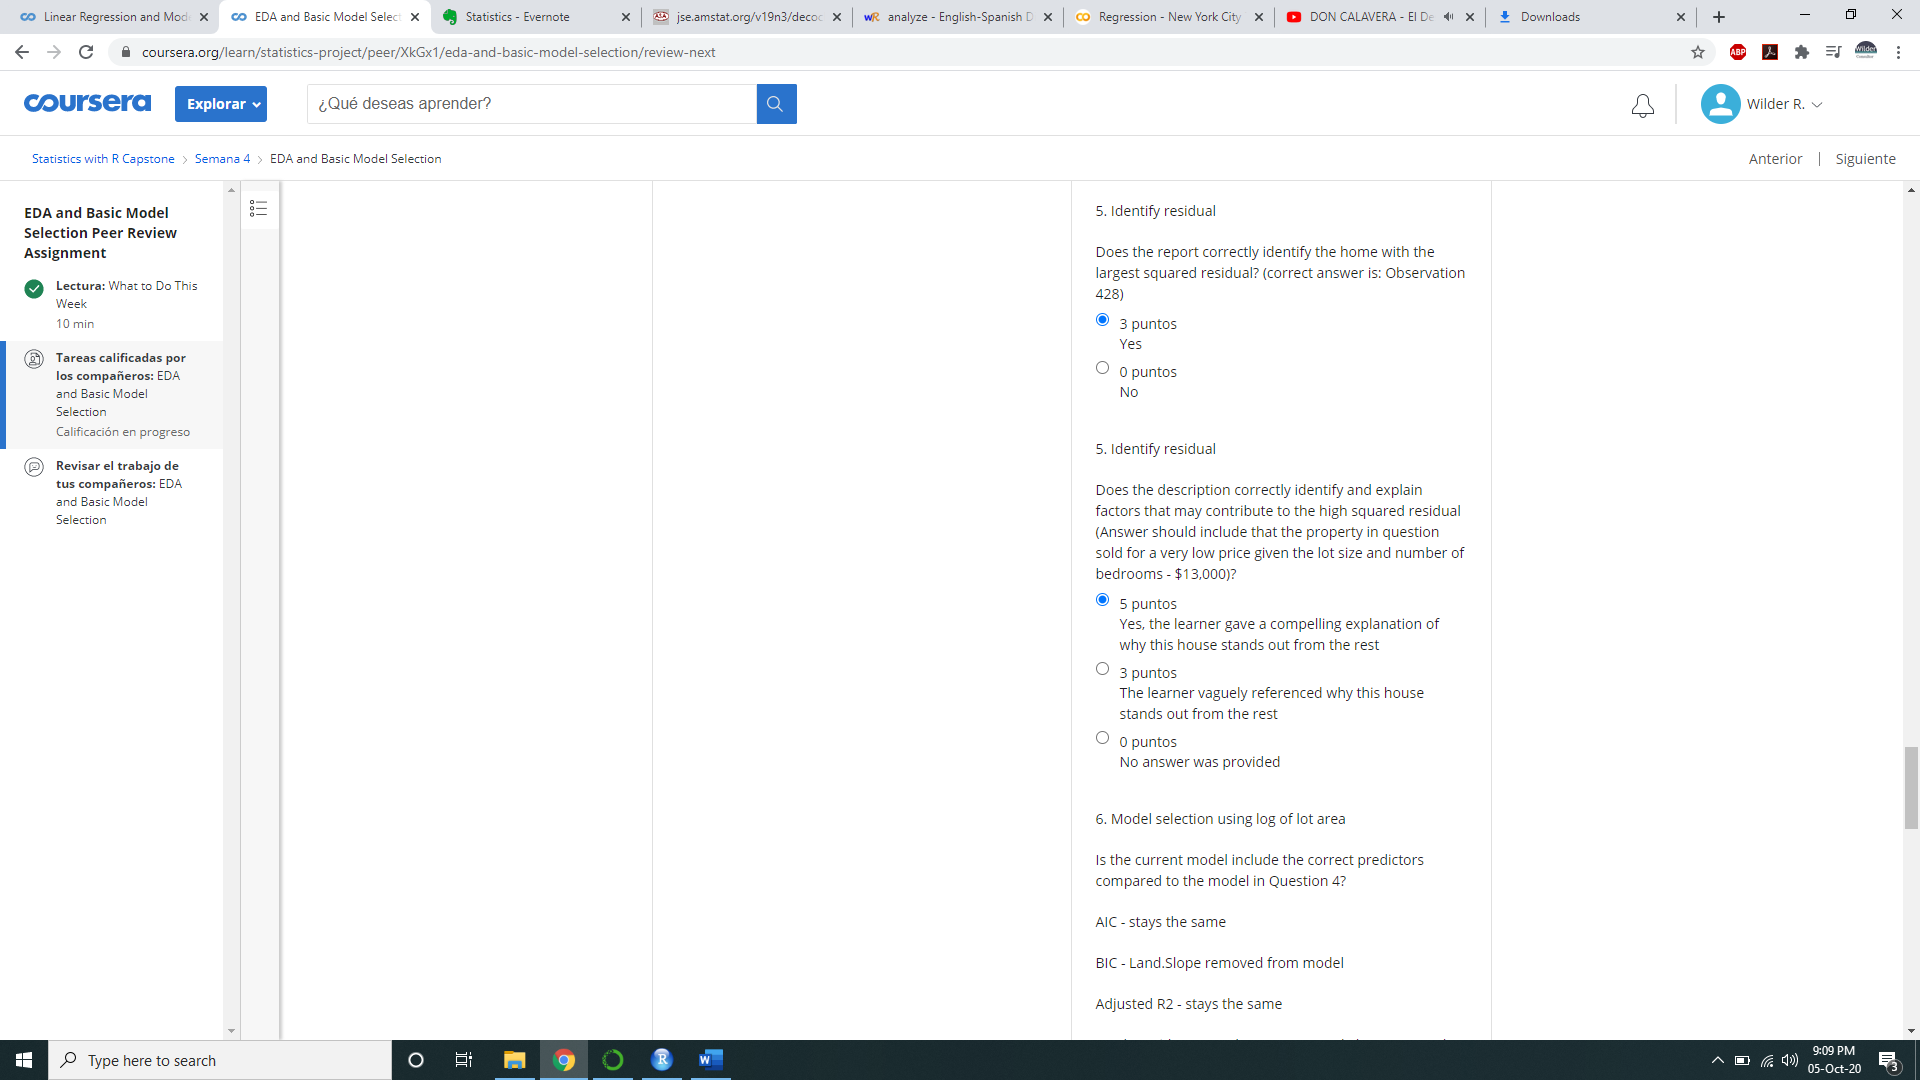 Linear Regression and Mod
EDA and Basic Model Select
Statistics - Evernote
jse.amstat.org/v19n3/decoc
analyze - English-Spanish D
Regression - New York City
DON CALAVERA - El De
Downloads
coursera.org/learn/statistics-project/peer/XkGx1/eda-and-basic-model-selection/review-next
coursera
Explorar
¿Qué deseas aprender?
Wilder R.
Statistics with R Capstone > Semana 4 > EDA and Basic Model Selection
Anterior | Siguiente
EDA and Basic Model
Selection Peer Review
Assignment
Lectura: What to Do This
Week
10 min
Tareas calificadas por
los compañeros: EDA
and Basic Model
Selection
Calificación en progreso
Revisar el trabajo de
tus compañeros: EDA
and Basic Model
Selection
5. Identify residual
Does the report correctly identify the home with the
largest squared residual? (correct answer is: Observation
428)
3 puntos
Yes
0 puntos
No
5. Identify residual
Does the description correctly identify and explain
factors that may contribute to the high squared residual
(Answer should include that the property in question
sold for a very low price given the lot size and number of
bedrooms - $13,000)?
5 puntos
Yes, the learner gave a compelling explanation of
why this house stands out from the rest
3 puntos
The learner vaguely referenced why this house
stands out from the rest
0 puntos
No answer was provided
6. Model selection using log of lot area
Is the current model include the correct predictors
compared to the model in Question 4?
AIC - stays the same
BIC - Land.Slope removed from model
Adjusted R2 - stays the same
Type here to search
9:09 PM
05-Oct-20
3